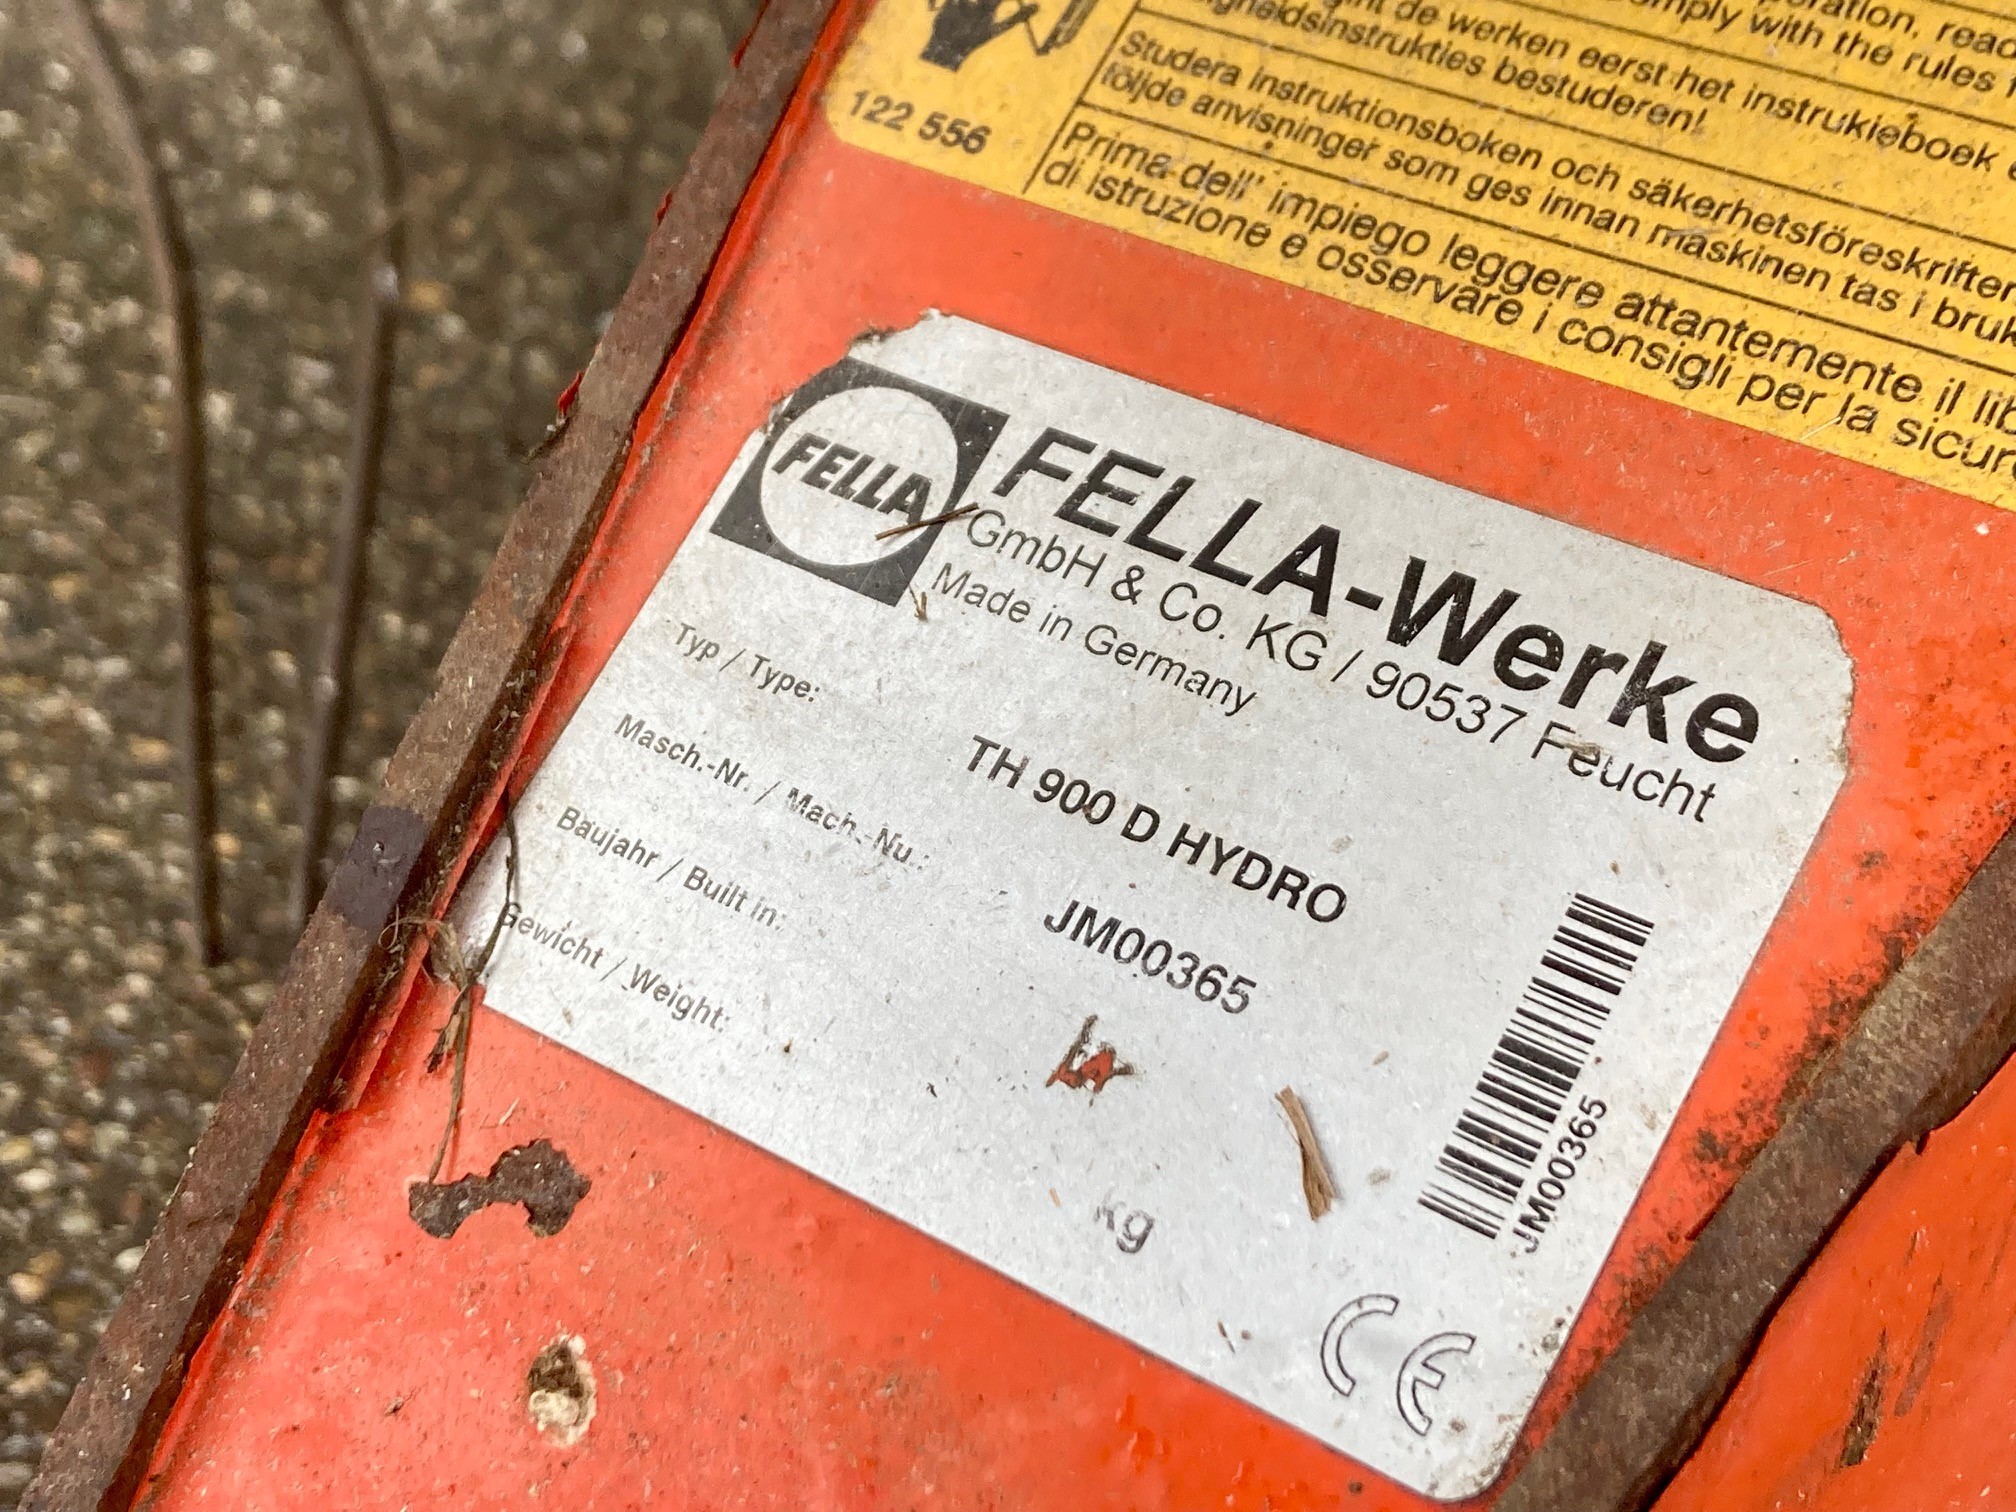 ration, read
mply with the rules
de werken eerst het instrukieboek
igheidsinstrukties bestuderen!
Studera instruktionsboken och säkerhetsföreskrifter
följde anvisninger som ges innan maskinen tas i bruk
Prima dell' impiego leggere attantemente il lib
di istruzione e osservare i consigli per la sicur
122 556
FELLA
FELLA-Werke
GmbH & Co. KG / 90537 Feucht
Made in Germany
Typ / Type: TH 900 D HYDRO
Masch.-Nr. / Mach.-Nu.: JM00365
Baujahr / Built in:
Gewicht / Weight: kg
JM00365
CE